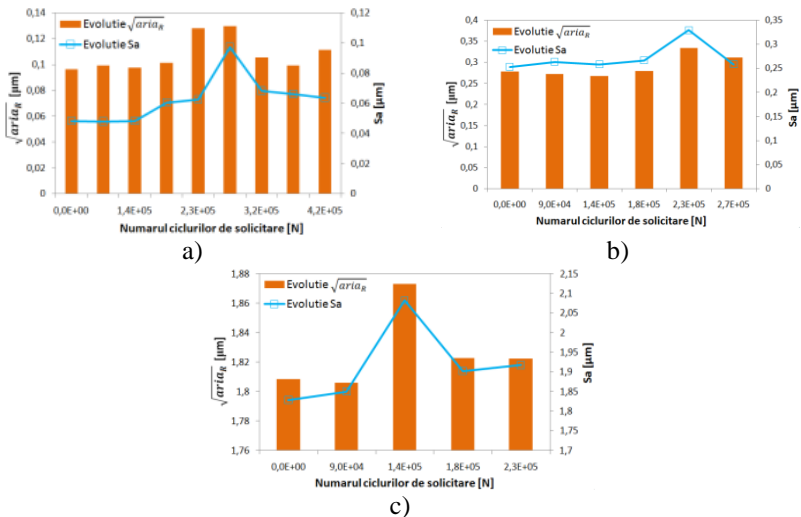 Evolutie √aria_R
Evolutie Sa
√aria_R [µm]
0,14
0,12
0,1
0,08
0,06
0,04
0,02
0
0,12
0,1
0,08
0,06
0,04
0,02
0
Sa [µm]
0,0E+00 1,4E+05 2,3E+05 3,2E+05 4,2E+05
Numarul ciclurilor de solicitare [N]
a)
Evolutie √aria_R
Evolutie Sa
√aria_R [µm]
0,4
0,35
0,3
0,25
0,2
0,15
0,1
0,05
0
0,35
0,3
0,25
0,2
0,15
0,1
0,05
0
Sa [µm]
0,0E+00 9,0E+04 1,4E+05 1,8E+05 2,3E+05 2,7E+05
Numarul ciclurilor de solicitare [N]
b)
Evolutie √aria_R
Evolutie Sa
√aria_R [µm]
1,88
1,86
1,84
1,82
1,8
1,78
1,76
2,15
2,1
2,05
2
1,95
1,9
1,85
1,8
1,75
1,7
Sa [µm]
0,0E+00 9,0E+04 1,4E+05 1,8E+05 2,3E+05
Numarul ciclurilor de solicitare [N]
c)